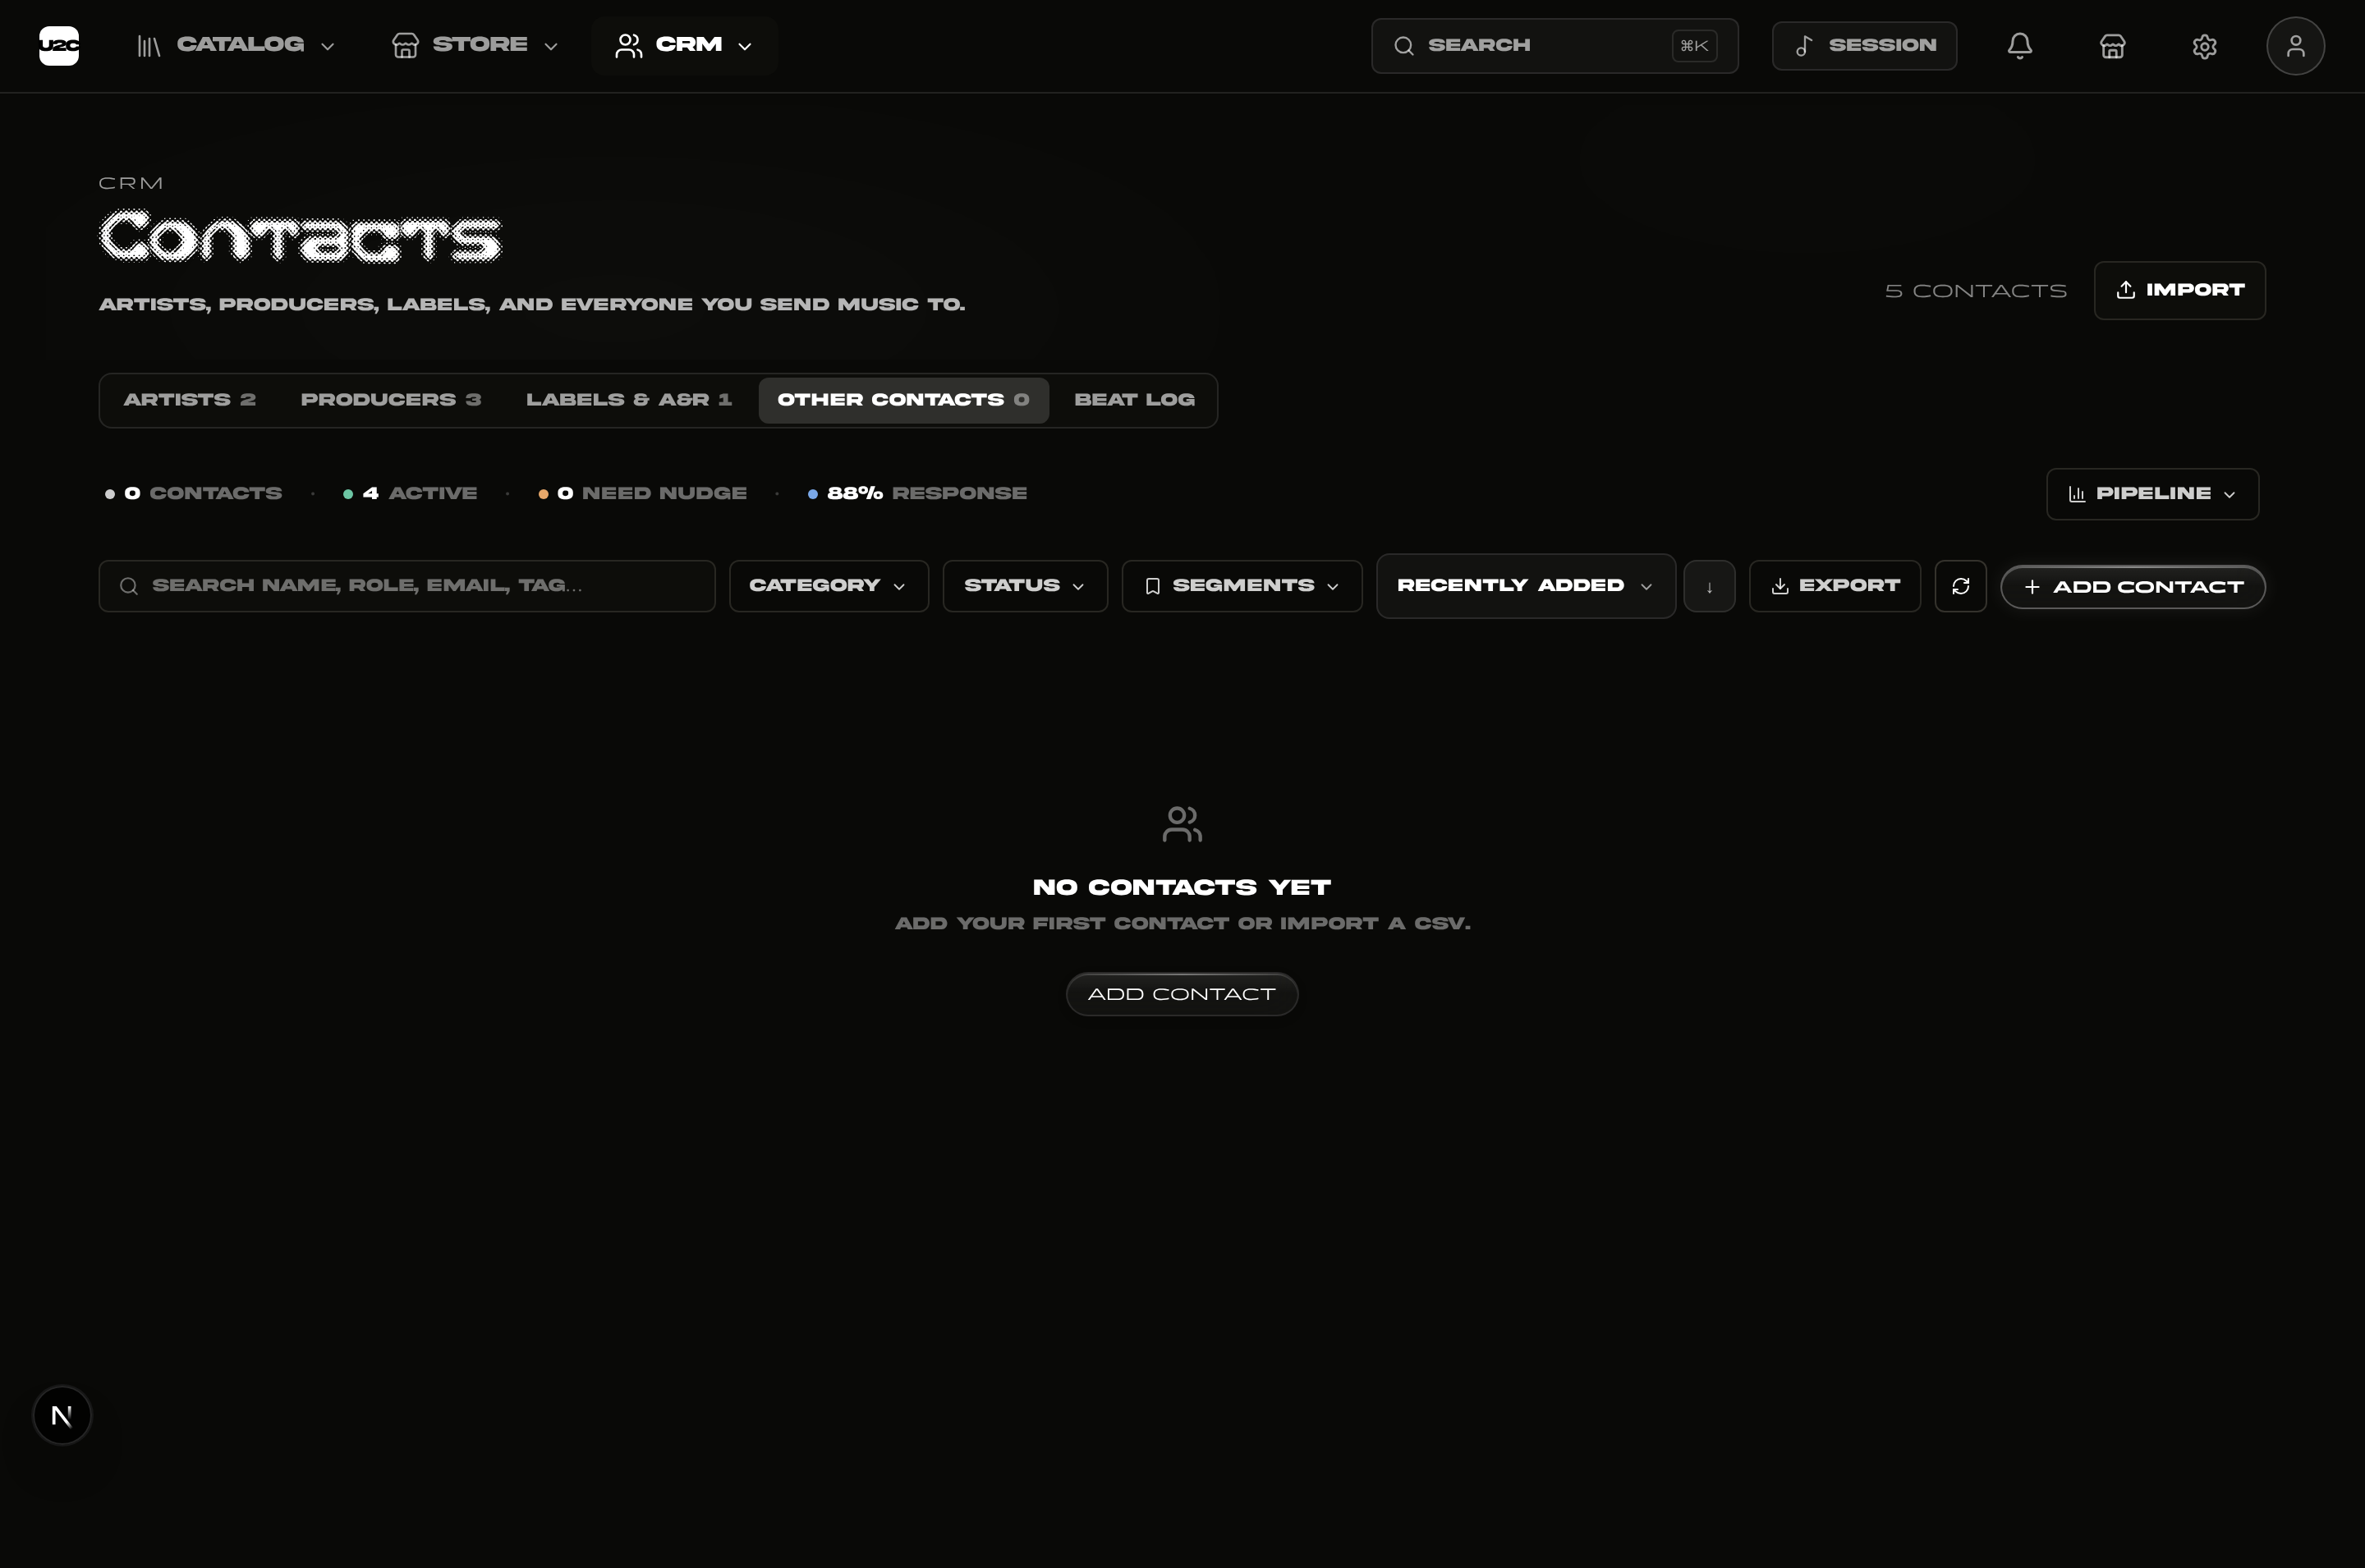 U2C CATALOG STORE CRM SEARCH ⌘K SESSION
CRM
Contacts
ARTISTS, PRODUCERS, LABELS, AND EVERYONE YOU SEND MUSIC TO.
5 CONTACTS IMPORT
ARTISTS 2 PRODUCERS 3 LABELS & A&R 1 OTHER CONTACTS 0 BEAT LOG
0 CONTACTS · 4 ACTIVE · 0 NEED NUDGE · 88% RESPONSE PIPELINE
SEARCH NAME, ROLE, EMAIL, TAG... CATEGORY STATUS SEGMENTS RECENTLY ADDED ↓ EXPORT + ADD CONTACT
NO CONTACTS YET
ADD YOUR FIRST CONTACT OR IMPORT A CSV.
ADD CONTACT
N